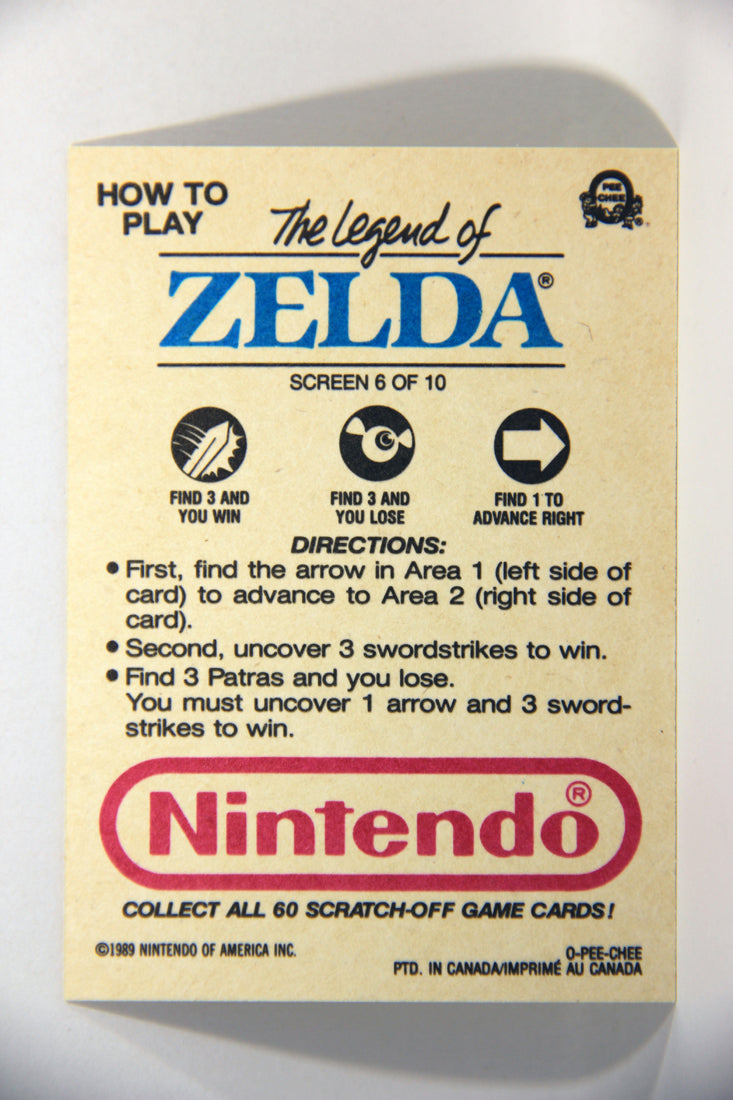 HOW TO
PLAY
PEE
CHEE
The Legend of
ZELDA®
SCREEN 6 OF 10
FIND 3 AND
YOU WIN
FIND 3 AND
YOU LOSE
FIND 1 TO
ADVANCE RIGHT
DIRECTIONS:
• First, find the arrow in Area 1 (left side of
card) to advance to Area 2 (right side of
card).
• Second, uncover 3 swordstrikes to win.
• Find 3 Patras and you lose.
You must uncover 1 arrow and 3 sword-
strikes to win.
Nintendo®
COLLECT ALL 60 SCRATCH-OFF GAME CARDS!
©1989 NINTENDO OF AMERICA INC.
O-PEE-CHEE
PTD. IN CANADA/IMPRIMÉ AU CANADA